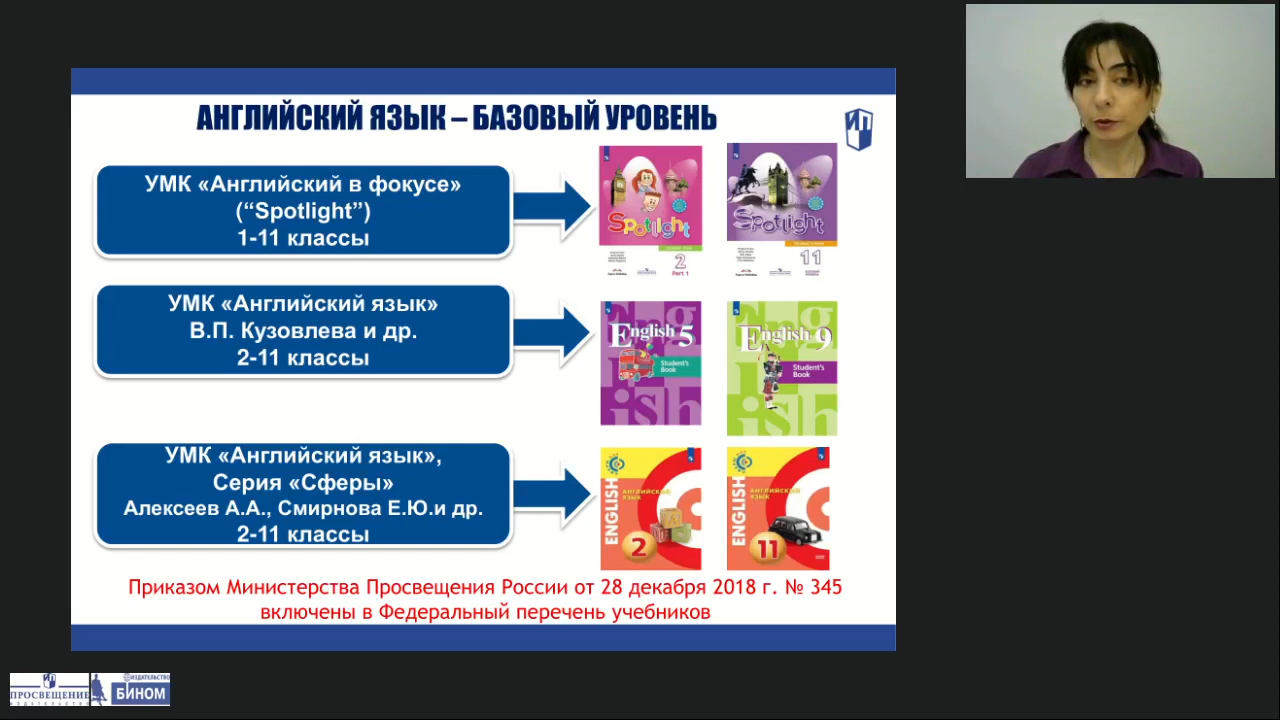 АНГЛИЙСКИЙ ЯЗЫК – БАЗОВЫЙ УРОВЕНЬ
ИП
УМК «Английский в фокусе»
(“Spotlight”)
1-11 классы
Spotlight
2
Part 1
Spotlight
11
УМК «Английский язык»
В.П. Кузовлева и др.
2-11 классы
English 5
Student's
Book
English 9
Student's
Book
УМК «Английский язык»,
Серия «Сферы»
Алексеев А.А., Смирнова Е.Ю.и др.
2-11 классы
АНГЛИЙСКИЙ
ЯЗЫК
ENGLISH
2
АНГЛИЙСКИЙ
ЯЗЫК
ENGLISH
11
Приказом Министерства Просвещения России от 28 декабря 2018 г. № 345
включены в Федеральный перечень учебников
ПРОСВЕЩЕНИЕ
ИЗДАТЕЛЬСТВО
ИЗДАТЕЛЬСТВО
БИНОМ